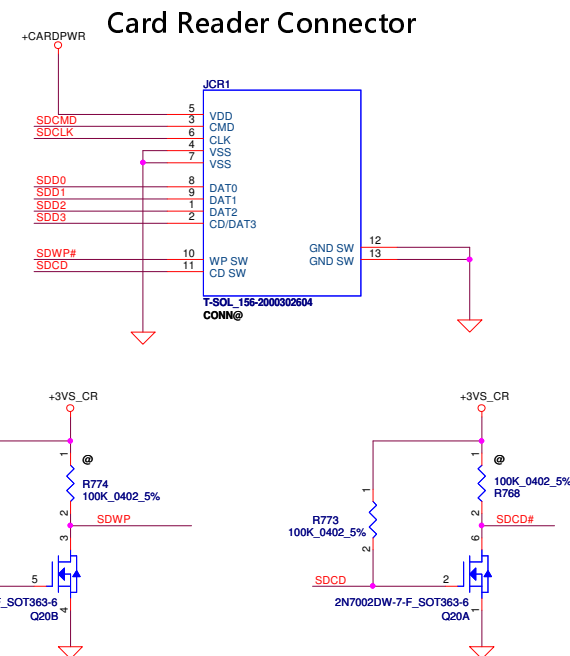 Card Reader Connector
+CARDPWR
JCR1
5 VDD
SDCMD 3 CMD
SDCLK 6 CLK
4 VSS
7 VSS
SDD0 8 DAT0
SDD1 9 DAT1
SDD2 1 DAT2
SDD3 2 CD/DAT3
GND SW 12
GND SW 13
SDWP# 10 WP SW
SDCD 11 CD SW
T-SOL_156-2000302604
CONN@
+3VS_CR
1
@
R774
100K_0402_5%
2
SDWP
3
5
4
F_SOT363-6
Q20B
+3VS_CR
1
@
100K_0402_5%
R768
2
1
R773
100K_0402_5%
2
SDCD#
6
SDCD
2
1
2N7002DW-7-F_SOT363-6
Q20A